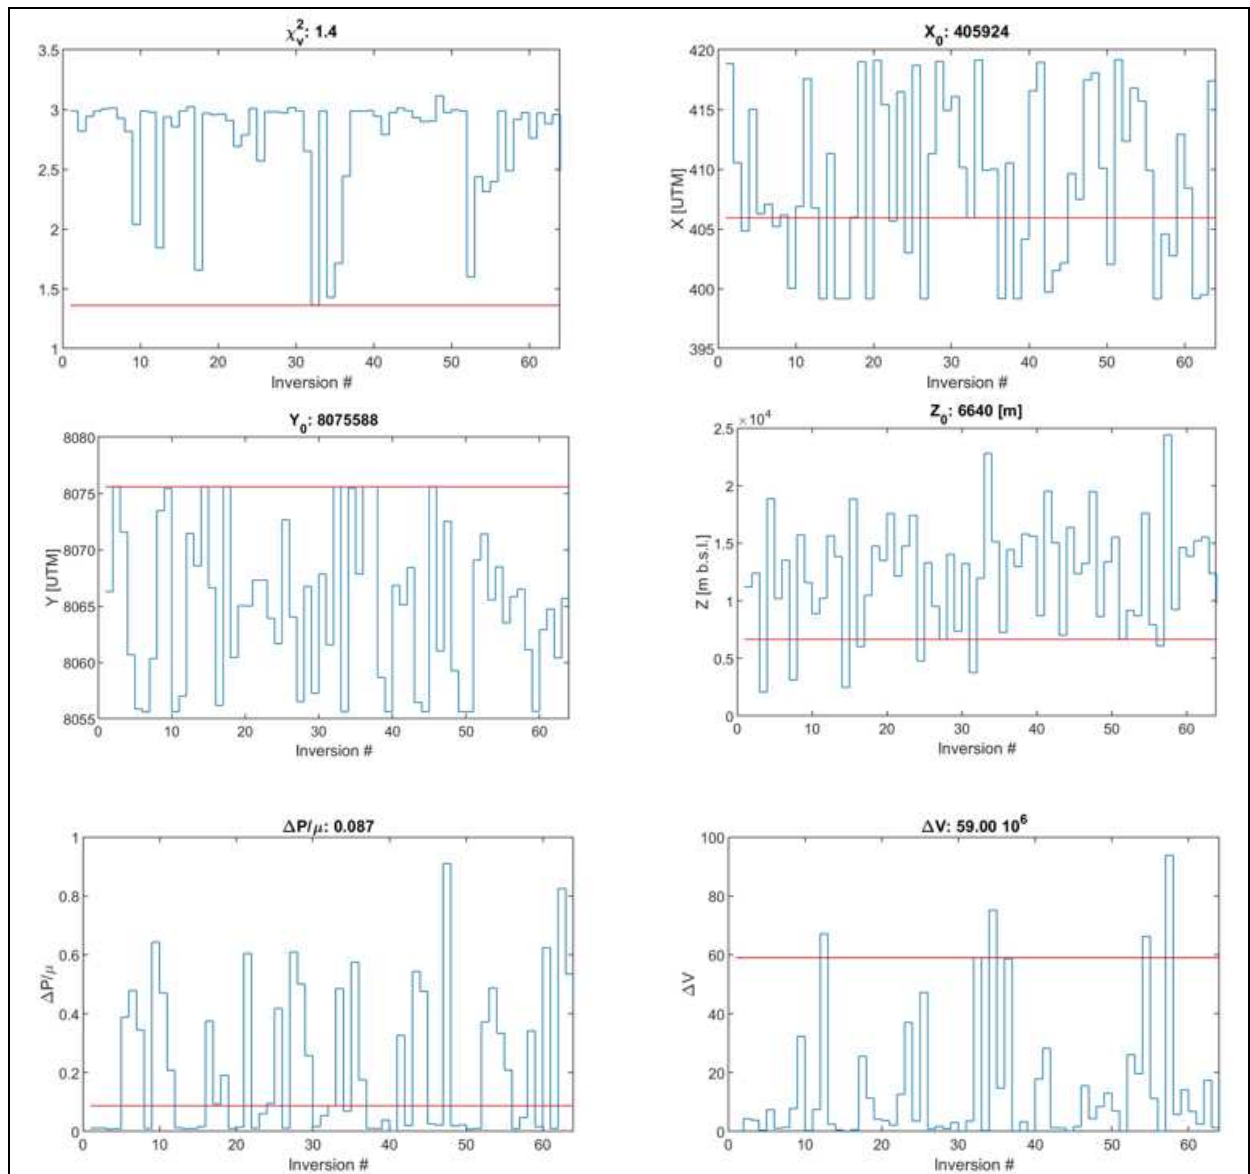 χ²ᵥ: 1.4
3.5
3
2.5
2
1.5
1
0 10 20 30 40 50 60
Inversion #
X₀: 405924
X [UTM]
420
415
410
405
400
395
0 10 20 30 40 50 60
Inversion #
Y₀: 8075588
Y [UTM]
8080
8075
8070
8065
8060
8055
0 10 20 30 40 50 60
Inversion #
Z₀: 6640 [m]
×10⁴
Z [m b.s.l.]
2.5
2
1.5
1
0.5
0
0 10 20 30 40 50 60
Inversion #
ΔP/μ: 0.087
ΔP/μ
1
0.8
0.6
0.4
0.2
0
0 10 20 30 40 50 60
Inversion #
ΔV: 59.00 10⁶
ΔV
100
80
60
40
20
0
0 10 20 30 40 50 60
Inversion #